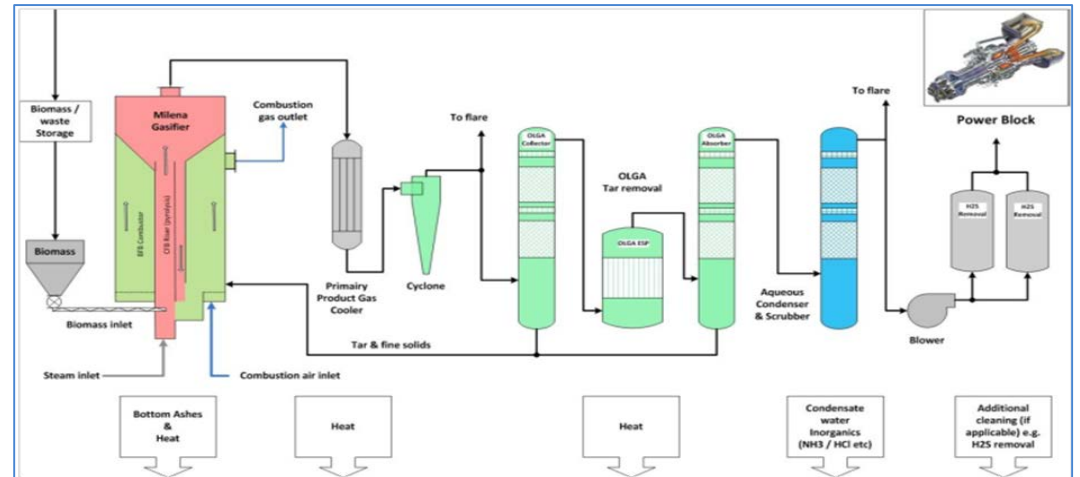 Biomass /
waste
Storage
Milena
Gasifier
Combustion
gas outlet
To flare
OLGA
Collector
OLGA
Tar removal
OLGA
Absorber
To flare
Power Block
BFB Combustor
CFB Riser (pyrolysis)
OLGA ESP
H2S
Removal
H2S
Removal
Biomass
Primairy
Product Gas
Cooler
Cyclone
Aqueous
Condenser
& Scrubber
Biomass inlet
Blower
Tar & fine solids
Steam inlet
Combustion air inlet
Bottom Ashes
&
Heat
Heat
Heat
Condensate
water
Inorganics
(NH3 / HCl etc)
Additional
cleaning (if
applicable) e.g.
H2S removal